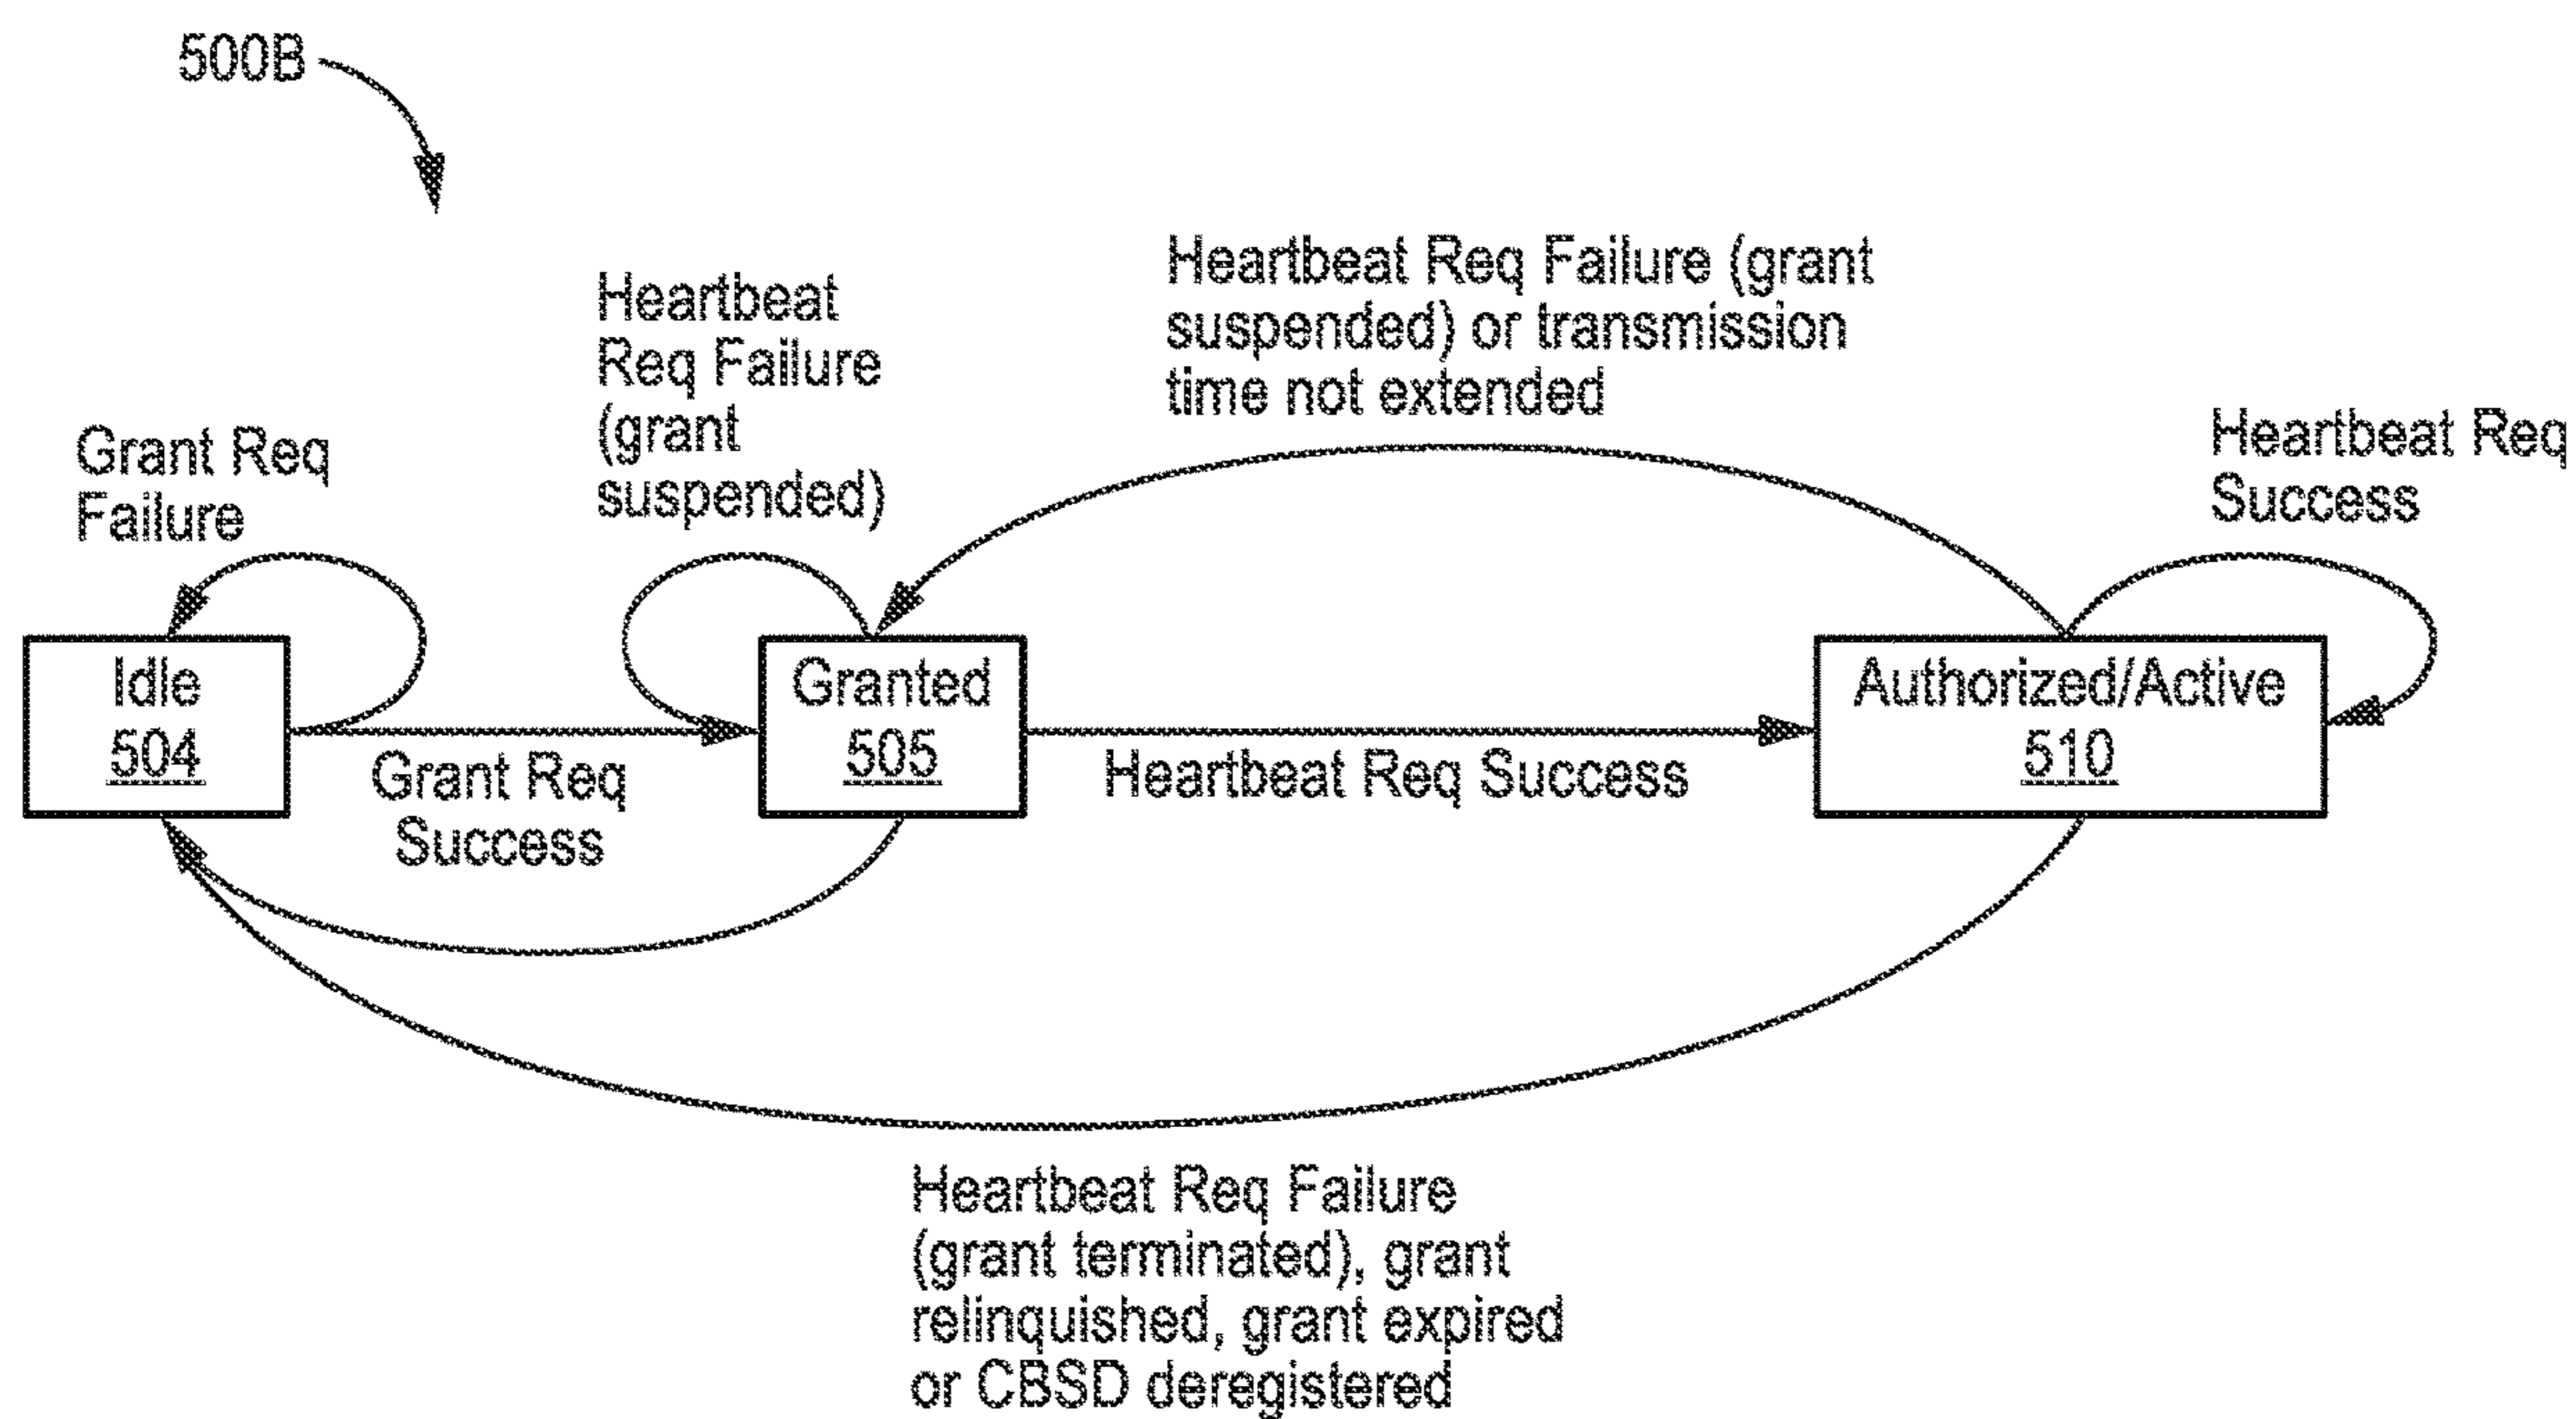 500B
Heartbeat Req Failure (grant
suspended) or transmission
time not extended
Heartbeat
Req Failure
(grant
suspended)
Heartbeat Req
Success
Grant Req
Failure
Idle
504
Granted
505
Authorized/Active
510
Grant Req
Success
Heartbeat Req Success
Heartbeat Req Failure
(grant terminated), grant
relinquished, grant expired
or CBSD deregistered